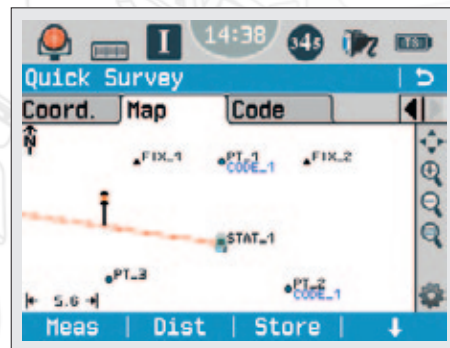 I 14:38 345 TS
Quick Survey
Coord. Map Code
N
FIX_1 PT_1 FIX_2
CODE_1
STAT_1
PT_3
PT_2
CODE_1
5.6
Meas Dist Store